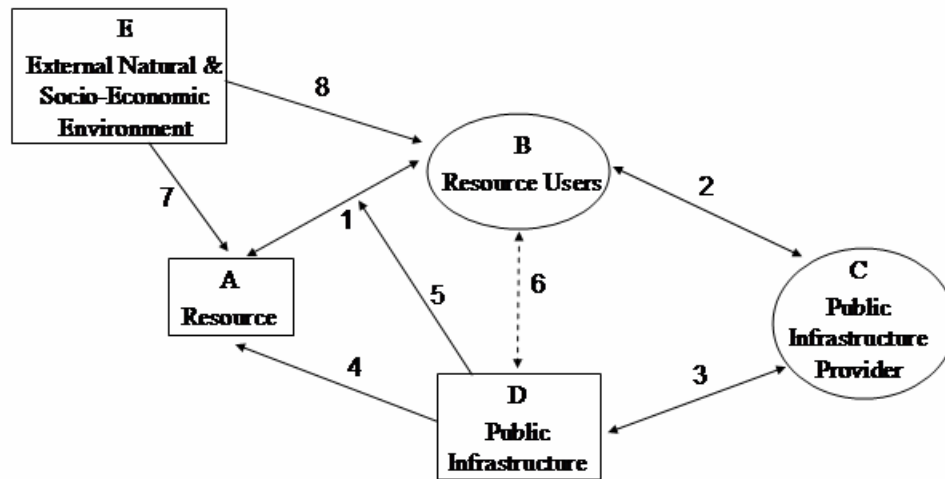 E
External Natural &
Socio-Economic
Environment
8
B
Resource Users
2
7
1
A
Resource
5
6
C
Public
Infrastructure
Provider
4
3
D
Public
Infrastructure